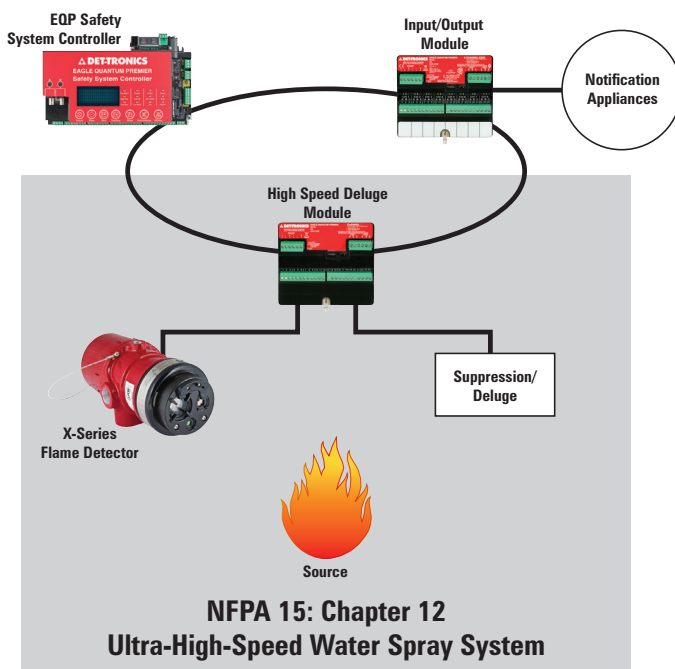 EQP Safety
System Controller
Input/Output
Module
DET-TRONICS
EAGLE QUANTUM PREMIER
Safety System Controller
Notification
Appliances
High Speed Deluge
Module
DET-TRONICS
X-Series
Flame Detector
Suppression/
Deluge
Source
NFPA 15: Chapter 12
Ultra-High-Speed Water Spray System